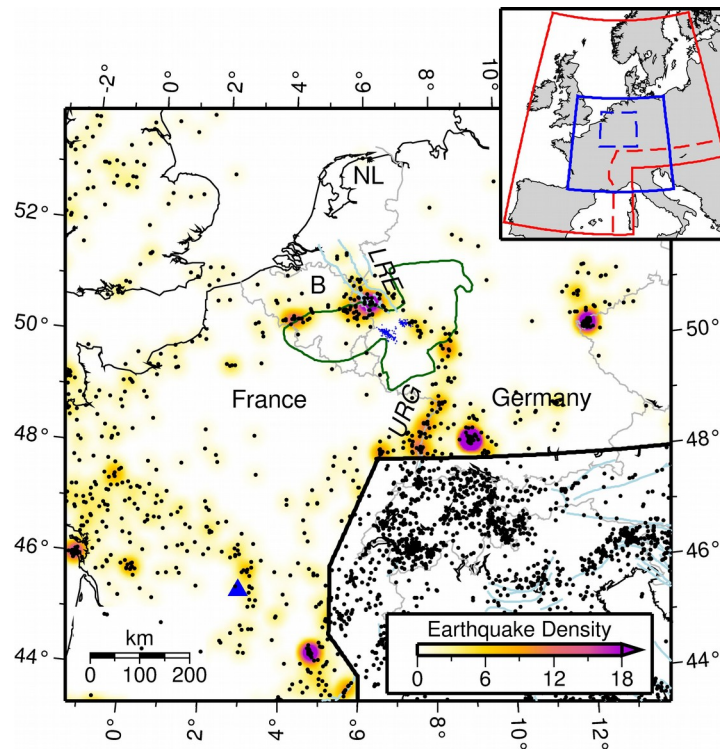 -2° 0° 2° 4° 6° 8° 10°
NL
52°
LRE
B
50° 50°
France
Germany
URG
48° 48°
46° 46°
km
Earthquake Density
44° 44°
0 100 200
0 6 12 18
0° 2° 4° 6° 8° 10° 12°